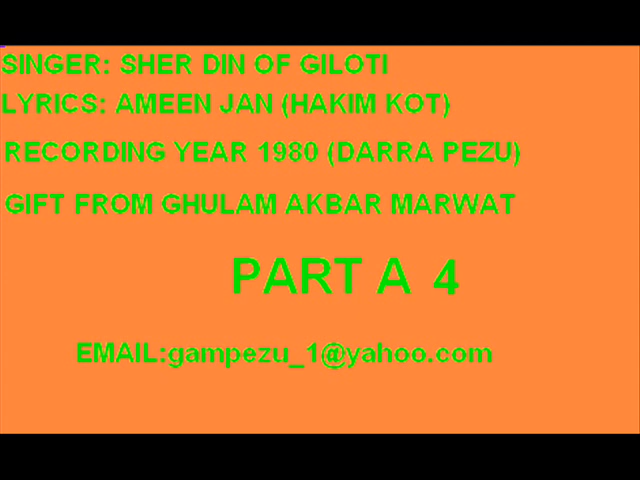 SINGER: SHER DIN OF GILOTI
LYRICS: AMEEN JAN (HAKIM KOT)
RECORDING YEAR 1980 (DARRA PEZU)
GIFT FROM GHULAM AKBAR MARWAT
PART A 4
EMAIL:gampezu_1@yahoo.com